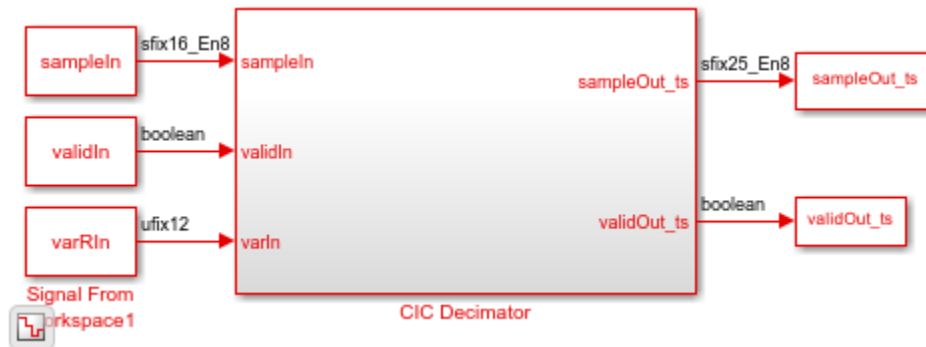 sampleIn
sfix16_En8
sampleIn
sampleOut_ts
sfix25_En8
sampleOut_ts
validIn
boolean
validIn
varRIn
ufix12
varIn
validOut_ts
boolean
validOut_ts
Signal From
orkspace1
CIC Decimator